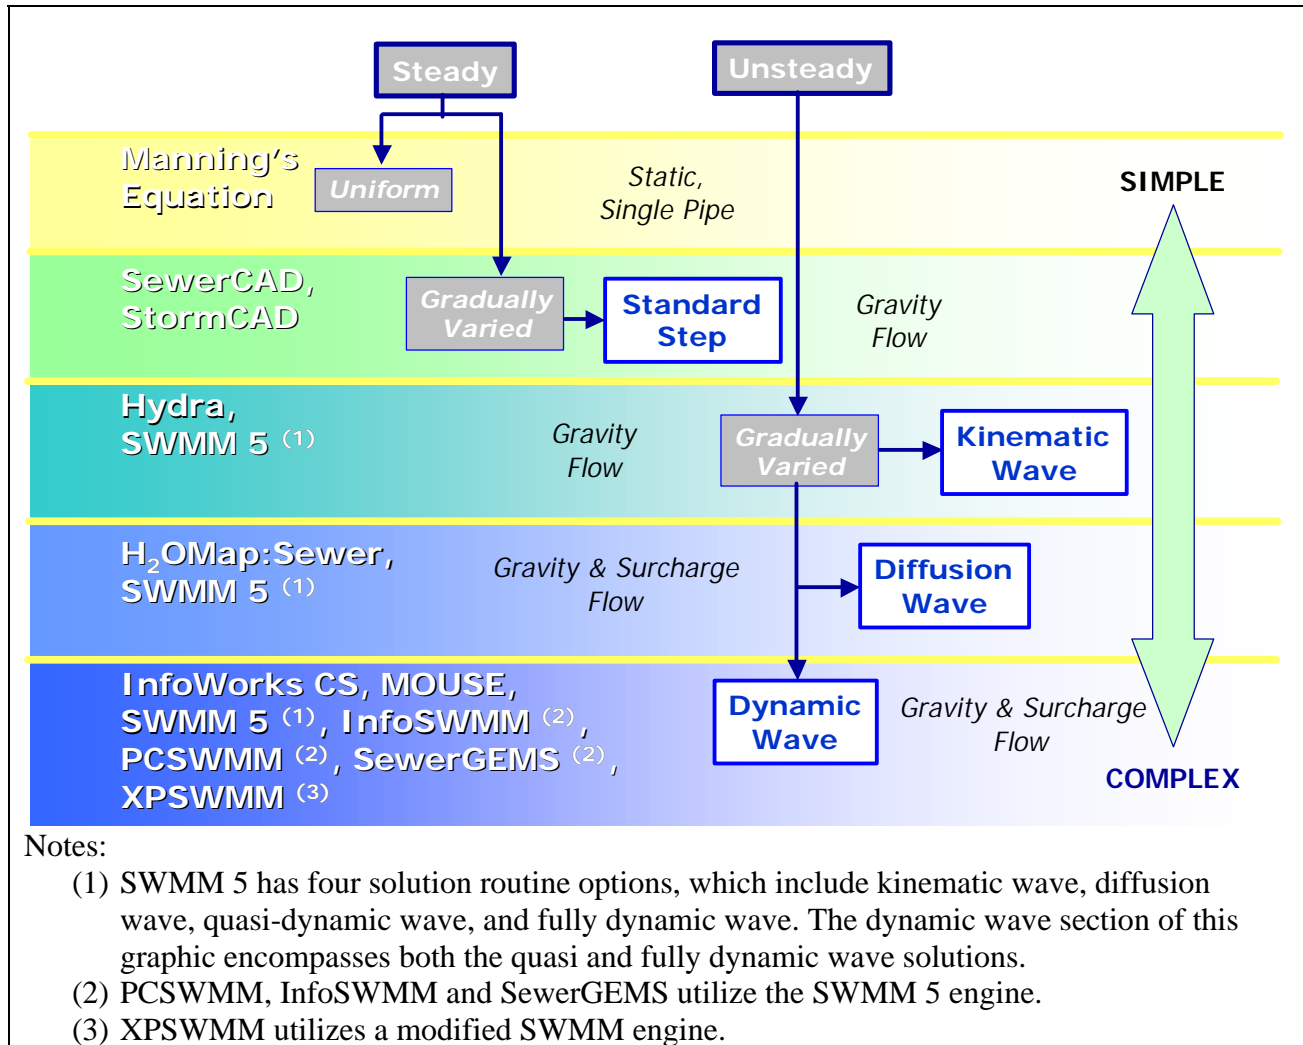 Steady
Unsteady
Manning's
Equation
Uniform
Static,
Single Pipe
SIMPLE
SewerCAD,
StormCAD
Gradually
Varied
Standard
Step
Gravity
Flow
Hydra,
SWMM 5 (1)
Gravity
Flow
Gradually
Varied
Kinematic
Wave
H2OMap:Sewer,
SWMM 5 (1)
Gravity & Surcharge
Flow
Diffusion
Wave
InfoWorks CS, MOUSE,
SWMM 5 (1), InfoSWMM (2),
PCSWMM (2), SewerGEMS (2),
XPSWMM (3)
Dynamic
Wave
Gravity & Surcharge
Flow
COMPLEX
Notes:
(1) SWMM 5 has four solution routine options, which include kinematic wave, diffusion
wave, quasi-dynamic wave, and fully dynamic wave. The dynamic wave section of this
graphic encompasses both the quasi and fully dynamic wave solutions.
(2) PCSWMM, InfoSWMM and SewerGEMS utilize the SWMM 5 engine.
(3) XPSWMM utilizes a modified SWMM engine.